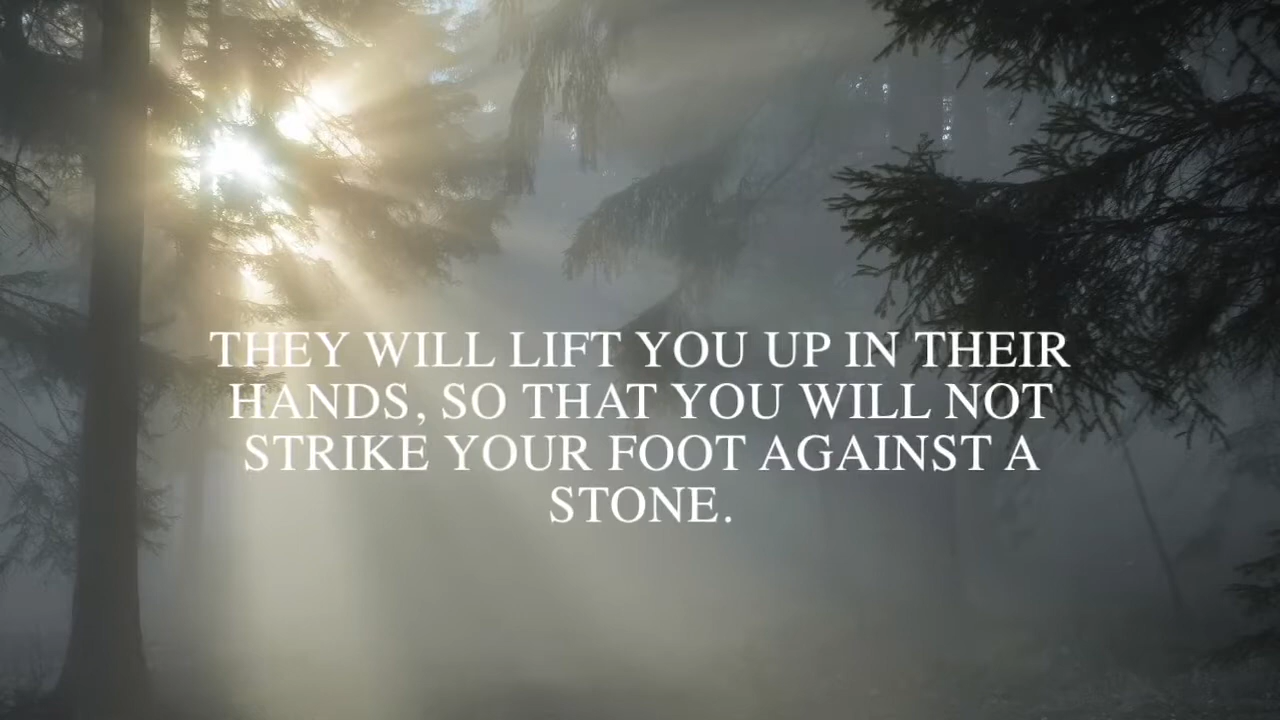 THEY WILL LIFT YOU UP IN THEIR
HANDS, SO THAT YOU WILL NOT
STRIKE YOUR FOOT AGAINST A
STONE.